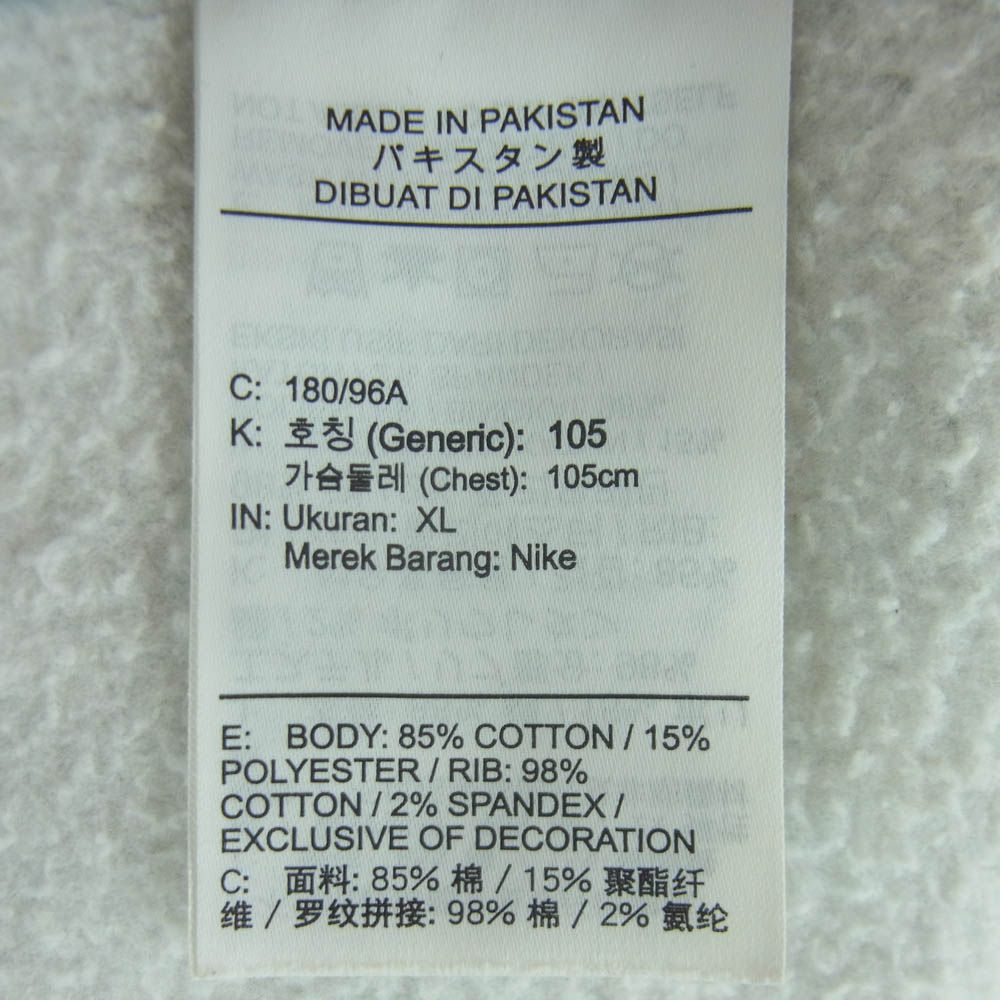 MADE IN PAKISTAN
パキスタン製
DIBUAT DI PAKISTAN
C: 180/96A
K: 호칭 (Generic): 105
가슴둘레 (Chest): 105cm
IN: Ukuran: XL
Merek Barang: Nike
E: BODY: 85% COTTON / 15%
POLYESTER / RIB: 98%
COTTON / 2% SPANDEX /
EXCLUSIVE OF DECORATION
C: 面料: 85% 棉 / 15% 聚酯纤
维 / 罗纹拼接: 98% 棉 / 2% 氨纶